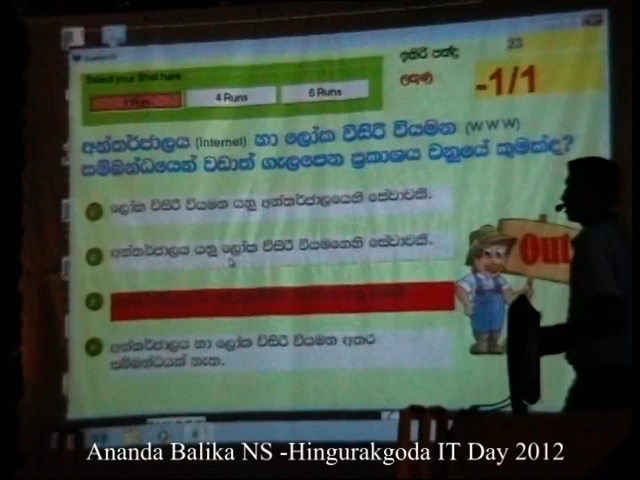 Select your Shot here
1 Run
4 Runs
6 Runs
ඉතිරි පන්දු 23
ලකුණු -1/1
අන්තර්ජාලය (Internet) හා ලෝක විසිරි වියමන (WWW)
සම්බන්ධයෙන් වඩාත් ගැලපෙන ප්‍රකාශය වනුයේ කුමක්ද?
ලෝක විසිරි වියමන යනු අන්තර්ජාලයෙහි සේවාවකි.
අන්තර්ජාලය යනු ලෝක විසිරි වියමනෙහි සේවාවකි.
අන්තර්ජාලය හා ලෝක විසිරි වියමන අතර
සම්බන්ධයක් නැත.
Out
Ananda Balika NS -Hingurakgoda IT Day 2012